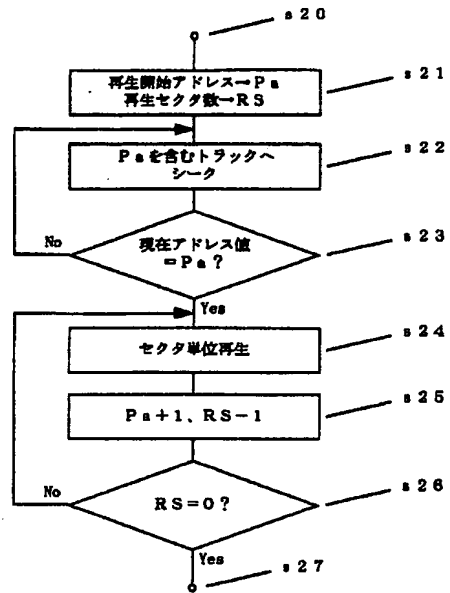 s20
再生開始アドレス→Pa
再生セクタ数→RS
s21
Paを含むトラックへ
シーク
s22
現在アドレス値
=Pa?
s23
No
Yes
セクタ単位再生
s24
Pa+1、RS-1
s25
RS=0?
s26
No
Yes
s27